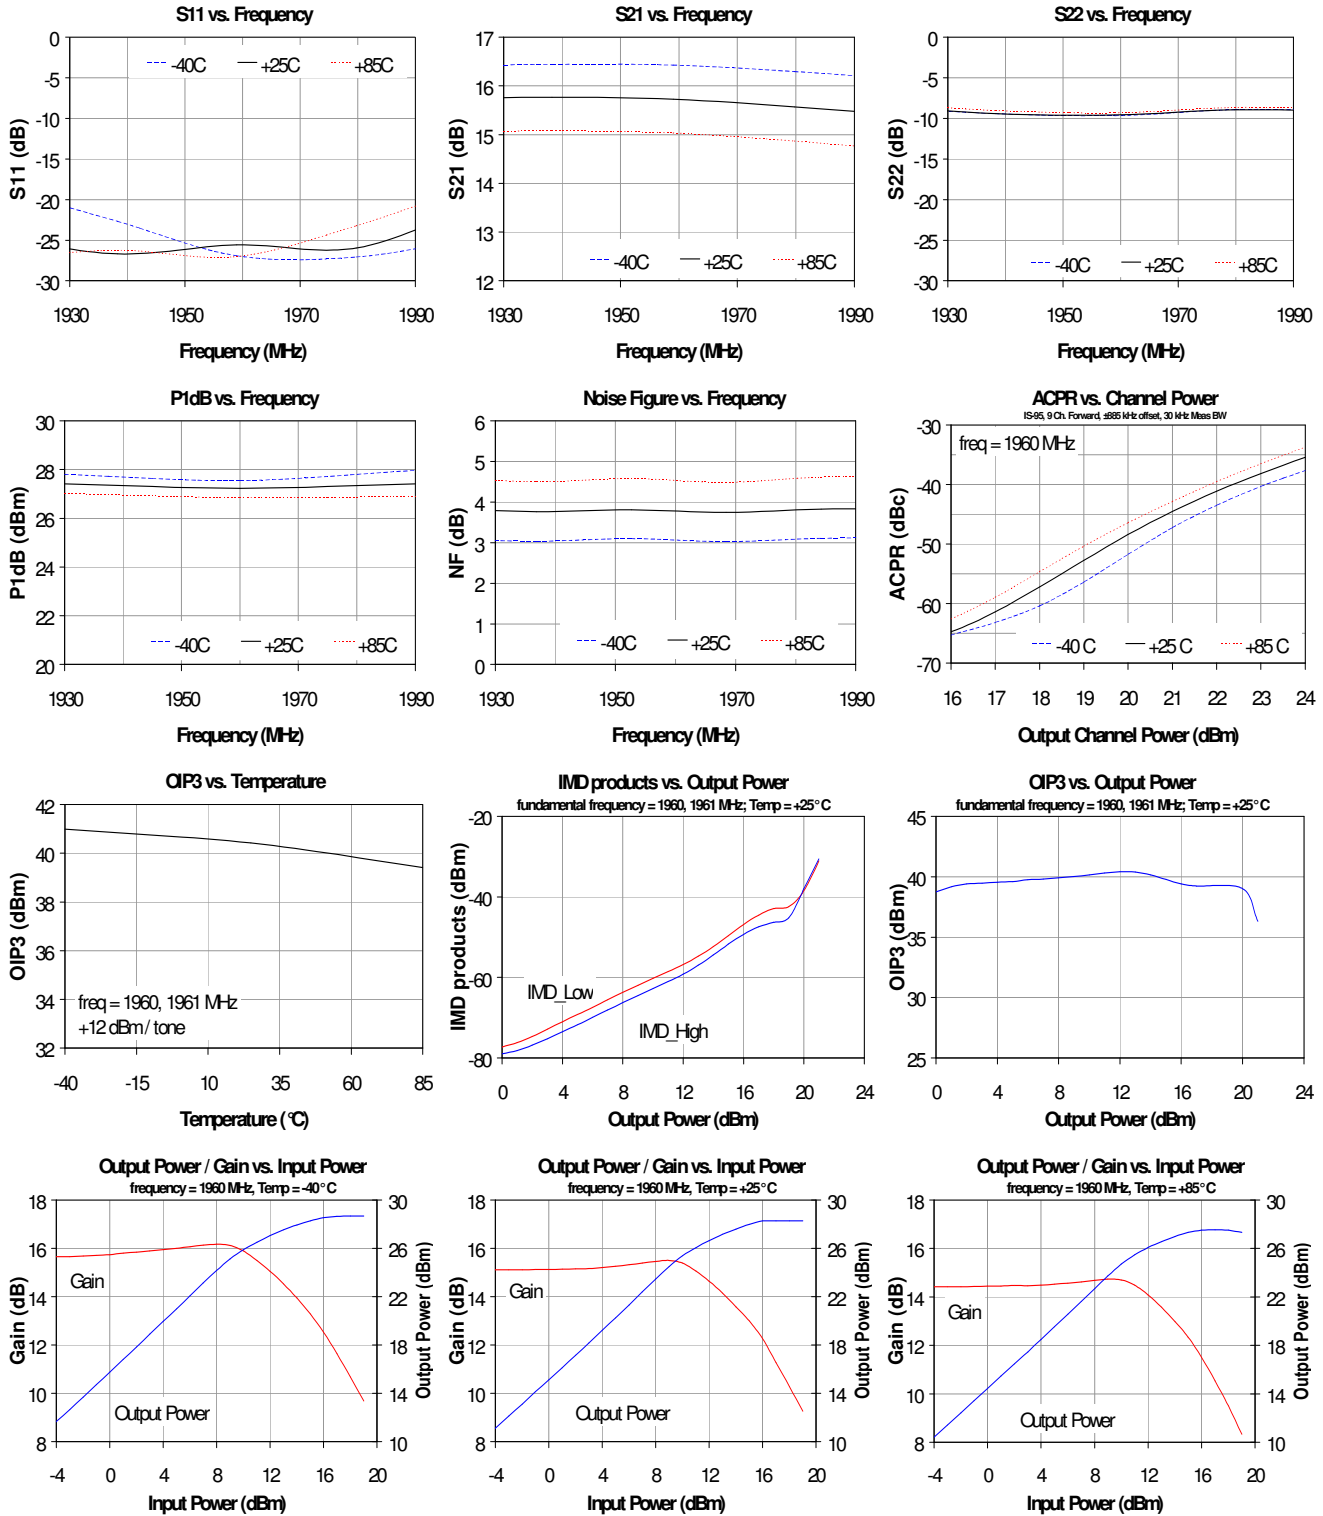 S11 vs. Frequency
0
-5
-10
-15
-20
-25
-30
S11 (dB)
-40C +25C +85C
1930 1950 1970 1990
Frequency (MHz)
S21 vs. Frequency
17
16
15
14
13
12
S21 (dB)
-40C +25C +85C
1930 1950 1970 1990
Frequency (MHz)
S22 vs. Frequency
0
-5
-10
-15
-20
-25
-30
S22 (dB)
-40C +25C +85C
1930 1950 1970 1990
Frequency (MHz)
P1dB vs. Frequency
30
28
26
24
22
20
P1dB (dBm)
-40C +25C +85C
1930 1950 1970 1990
Frequency (MHz)
Noise Figure vs. Frequency
6
5
4
3
2
1
0
NF (dB)
-40C +25C +85C
1930 1950 1970 1990
Frequency (MHz)
ACPR vs. Channel Power
IS-95, 9 Ch. Forward, ±885 kHz offset, 30 kHz Meas BW
freq = 1960 MHz
-30
-40
-50
-60
-70
ACPR (dBc)
-40 C +25 C +85 C
16 17 18 19 20 21 22 23 24
Output Channel Power (dBm)
OIP3 vs. Temperature
42
40
38
36
34
32
OIP3 (dBm)
freq = 1960, 1961 MHz
+12 dBm / tone
-40 -15 10 35 60 85
Temperature (°C)
IMD products vs. Output Power
fundamental frequency = 1960, 1961 MHz; Temp = +25° C
-20
-40
-60
-80
IMD products (dBm)
IMD_Low
IMD_High
0 4 8 12 16 20 24
Output Power (dBm)
OIP3 vs. Output Power
fundamental frequency = 1960, 1961 MHz; Temp = +25° C
45
40
35
30
25
OIP3 (dBm)
0 4 8 12 16 20 24
Output Power (dBm)
Output Power / Gain vs. Input Power
frequency = 1960 MHz, Temp = -40° C
18
16
14
12
10
8
Gain (dB)
Gain
Output Power
30
26
22
18
14
10
Output Power (dBm)
-4 0 4 8 12 16 20
Input Power (dBm)
Output Power / Gain vs. Input Power
frequency = 1960 MHz, Temp = +25° C
18
16
14
12
10
8
Gain (dB)
Gain
Output Power
30
26
22
18
14
10
Output Power (dBm)
-4 0 4 8 12 16 20
Input Power (dBm)
Output Power / Gain vs. Input Power
frequency = 1960 MHz, Temp = +85° C
18
16
14
12
10
8
Gain (dB)
Gain
Output Power
30
26
22
18
14
10
Output Power (dBm)
-4 0 4 8 12 16 20
Input Power (dBm)